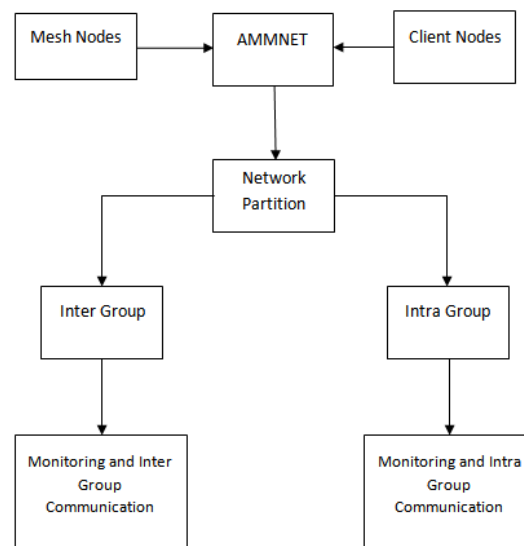 Mesh Nodes
AMMNET
Client Nodes
Network
Partition
Inter Group
Intra Group
Monitoring and Inter
Group
Communication
Monitoring and Intra
Group
Communication